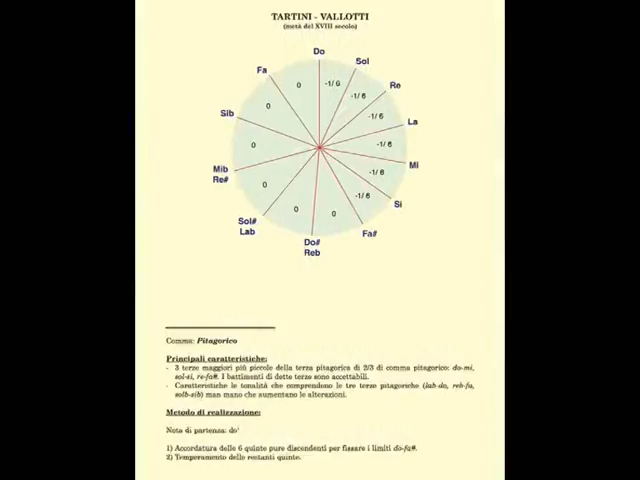 TARTINI - VALLOTTI
(metà del XVIII secolo)
Do
Sol
Re
La
Mi
Si
Fa#
Do#
Reb
Sol#
Lab
Mib
Re#
Sib
Fa
-1/ 6
-1/ 6
-1/ 6
-1/ 6
-1/ 6
-1/ 6
0
0
0
0
0
0
Comma: Pitagorico
Principali caratteristiche:
- 3 terze maggiori più piccole della terza pitagorica di 2/3 di comma pitagorico: do-mi,
sol-si, re-fa#. I battimenti di dette terze sono accettabili.
- Caratteristiche le tonalità che comprendono le tre terze pitagoriche (lab-do, reb-fa,
solb-sib) man mano che aumentano le alterazioni.
Metodo di realizzazione:
Nota di partenza: do'
1) Accordatura delle 6 quinte pure discendenti per fissare i limiti do-fa#.
2) Temperamento delle restanti quinte.